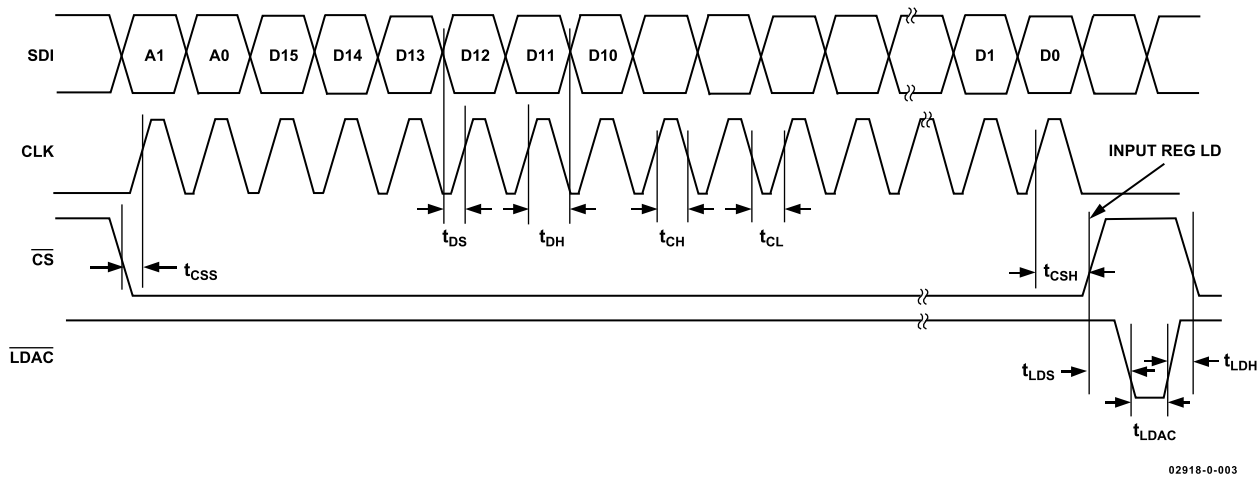 SDI A1 A0 D15 D14 D13 D12 D11 D10 D1 D0
CLK
INPUT REG LD
tDS tDH tCH tCL
CS
tCSS
tCSH
LDAC
tLDS
tLDH
tLDAC
02918-0-003